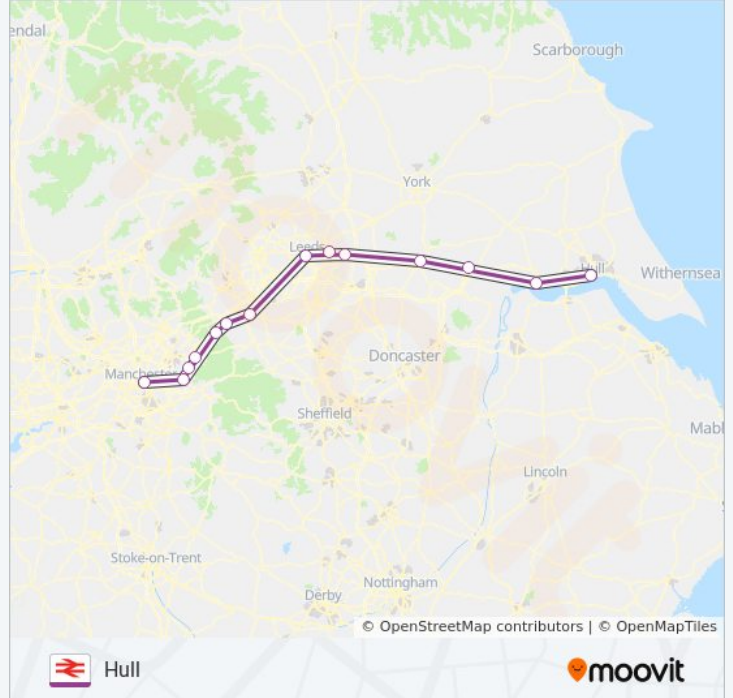 endal
Scarborough
York
Leeds
Hull
Withernsea
Manchester
Doncaster
Sheffield
Mabl
Lincoln
Stoke-on-Trent
Nottingham
Derby
© OpenStreetMap contributors | © OpenMapTiles
Hull
moovit